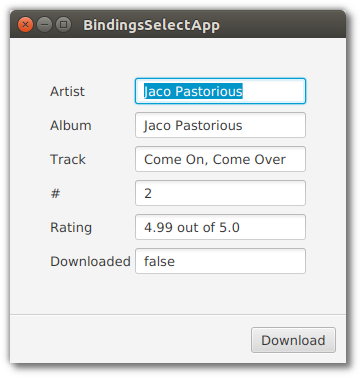 BindingsSelectApp
Artist Jaco Pastorious
Album Jaco Pastorious
Track Come On, Come Over
# 2
Rating 4.99 out of 5.0
Downloaded false
Download